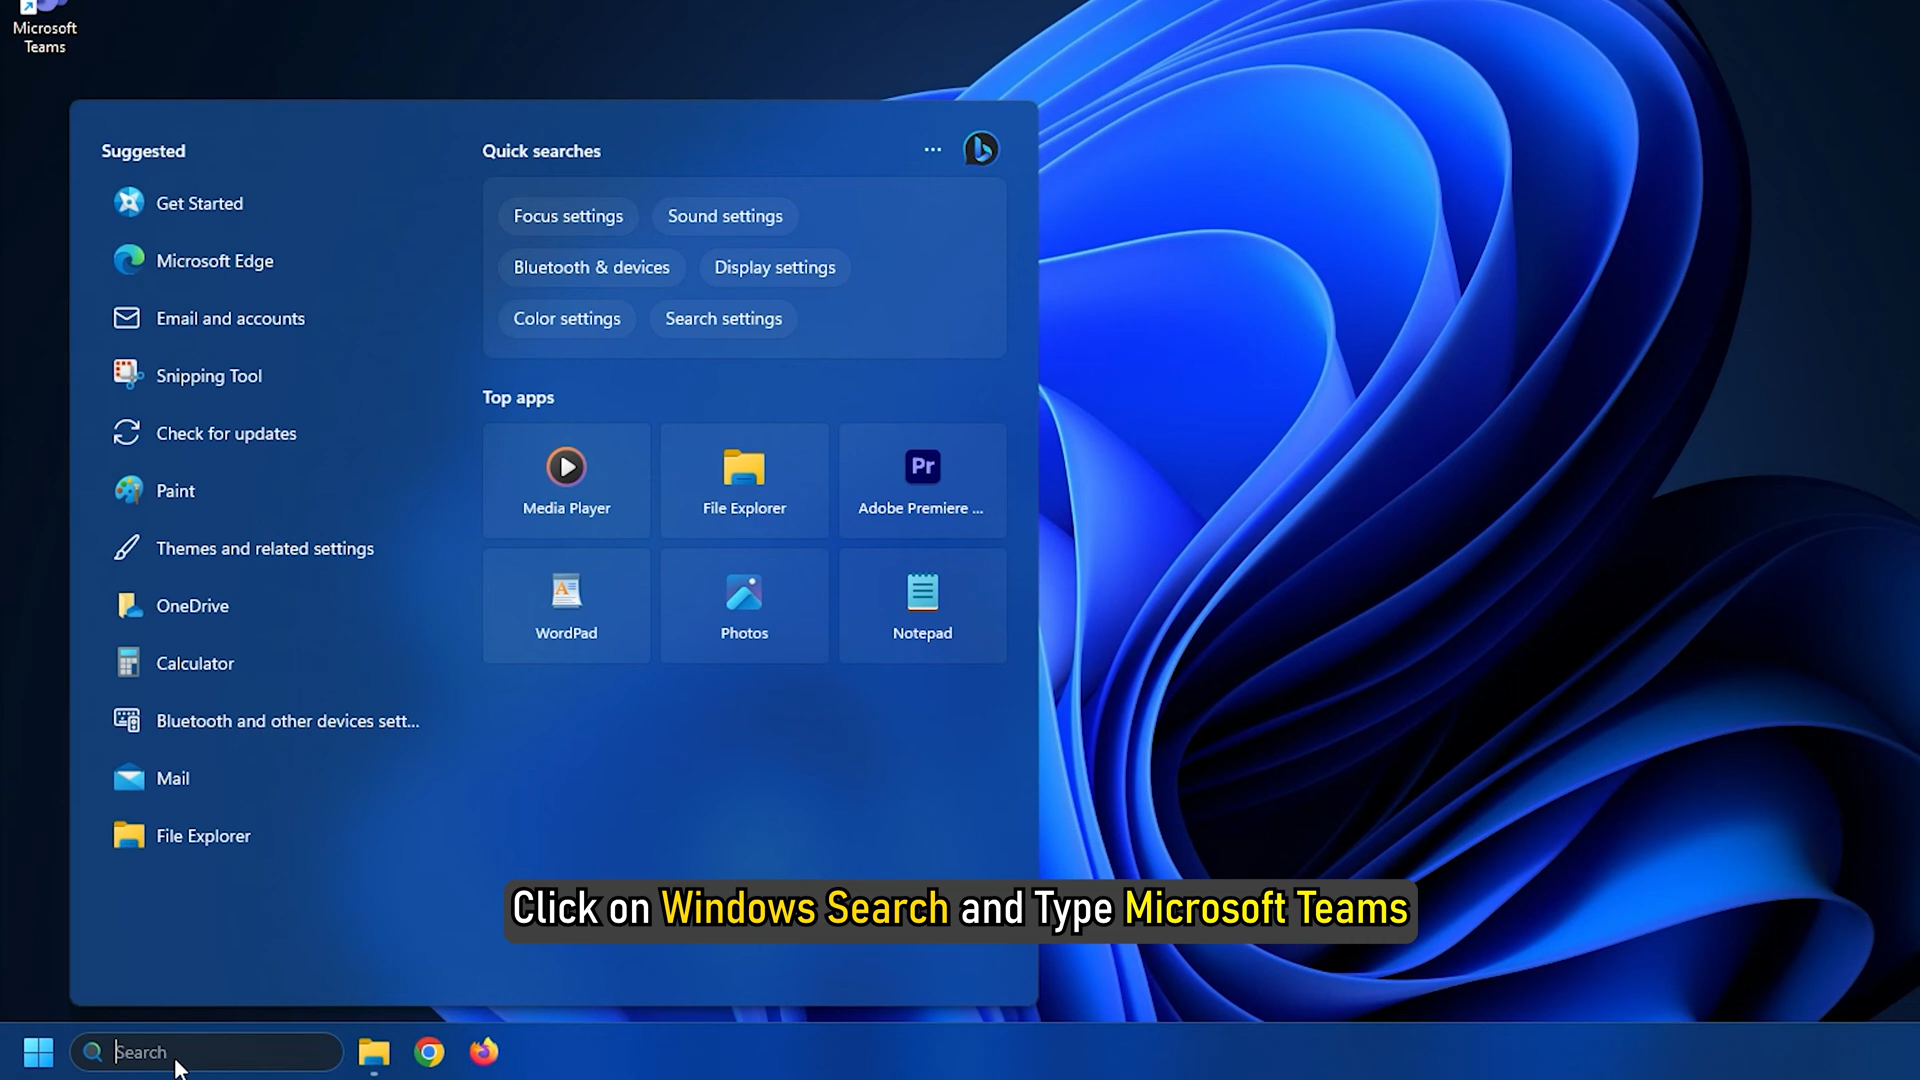 Microsoft
Teams
Suggested
Get Started
Microsoft Edge
Email and accounts
Snipping Tool
Check for updates
Paint
Themes and related settings
OneDrive
Calculator
Bluetooth and other devices sett...
Mail
File Explorer
Quick searches
Focus settings
Sound settings
Bluetooth & devices
Display settings
Color settings
Search settings
Top apps
Media Player
File Explorer
Pr
Adobe Premiere ...
WordPad
Photos
Notepad
Click on Windows Search and Type Microsoft Teams
Search